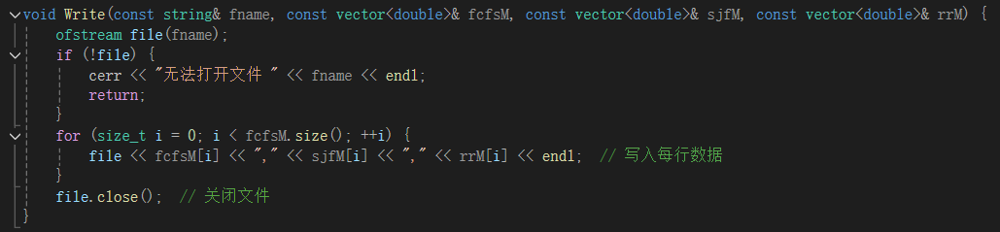 void Write(const string& fname, const vector<double>& fcfsM, const vector<double>& sjfM, const vector<double>& rrM) {
    ofstream file(fname);
    if (!file) {
        cerr << "无法打开文件 " << fname << endl;
        return;
    }
    for (size_t i = 0; i < fcfsM.size(); ++i) {
        file << fcfsM[i] << "," << sjfM[i] << "," << rrM[i] << endl;  // 写入每行数据
    }
    file.close();  // 关闭文件
}